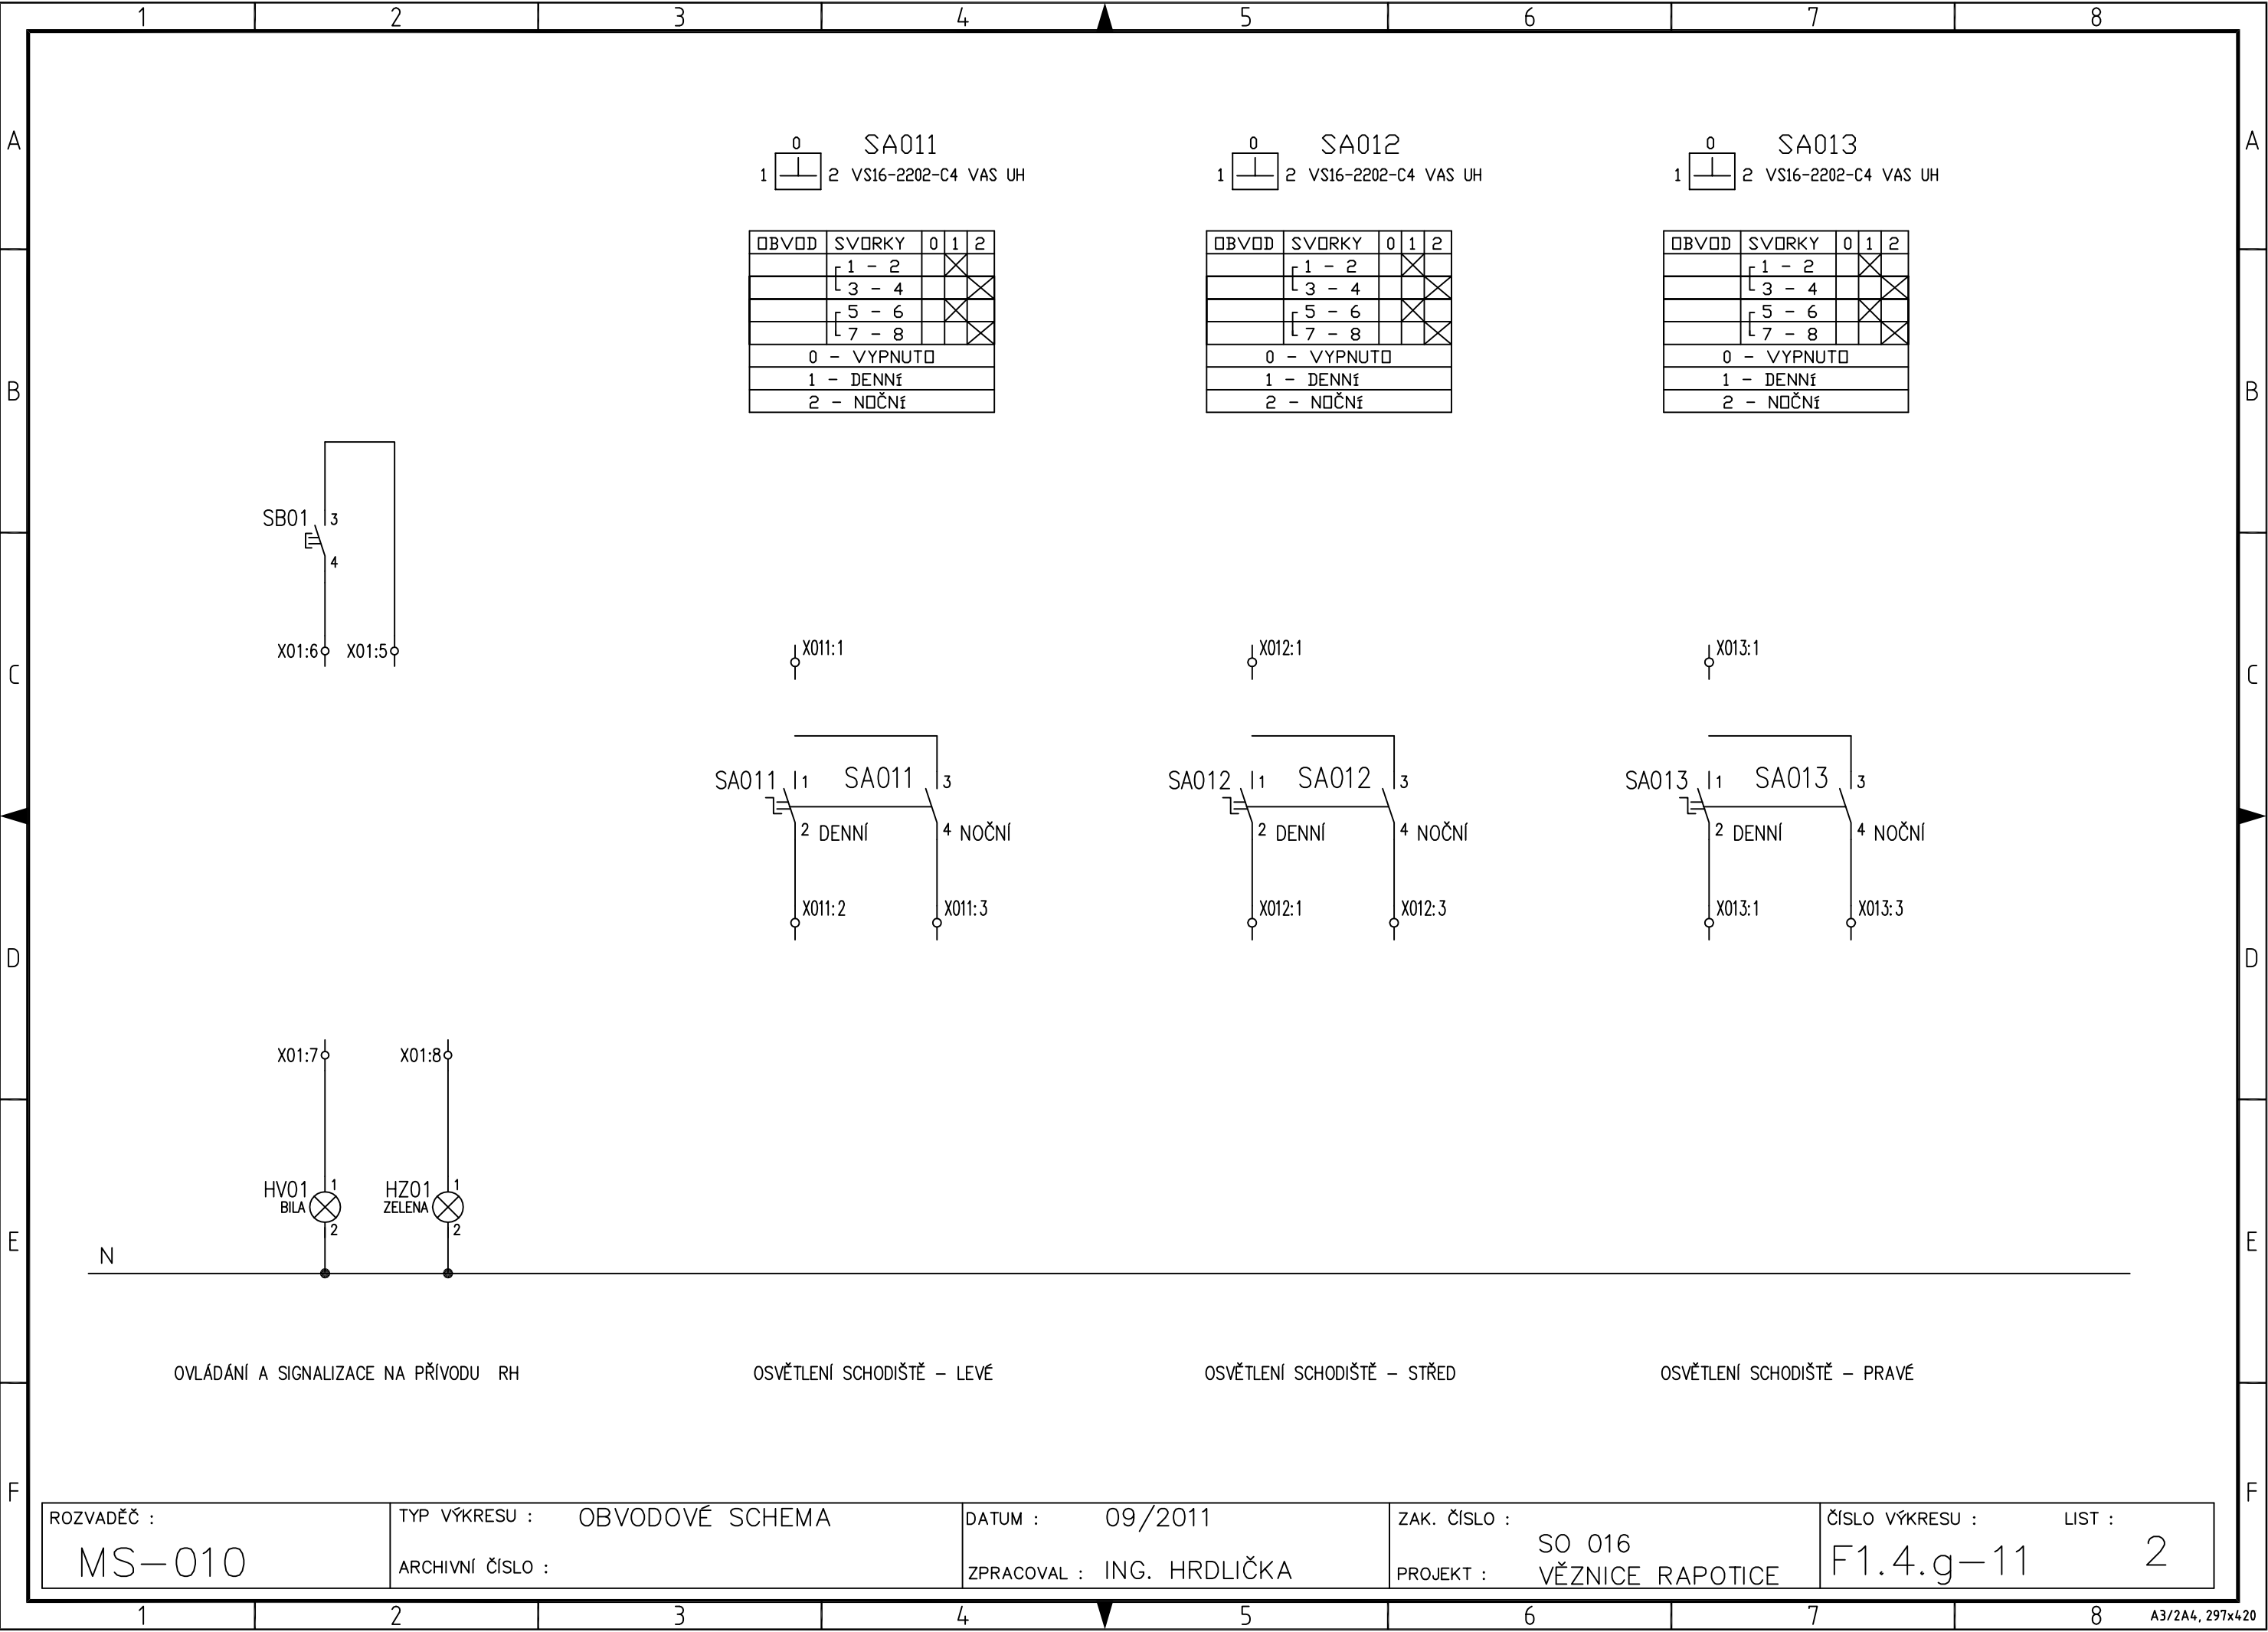 1 2 3 4 5 6 7 8
A A
0 SA011
1 2 VS16-2202-C4 VAS UH
0 SA012
1 2 VS16-2202-C4 VAS UH
0 SA013
1 2 VS16-2202-C4 VAS UH
OBVOD SVORKY 0 1 2
1 - 2
3 - 4
5 - 6
7 - 8
0 - VYPNUTO
1 - DENNÍ
2 - NOČNÍ
OBVOD SVORKY 0 1 2
1 - 2
3 - 4
5 - 6
7 - 8
0 - VYPNUTO
1 - DENNÍ
2 - NOČNÍ
OBVOD SVORKY 0 1 2
1 - 2
3 - 4
5 - 6
7 - 8
0 - VYPNUTO
1 - DENNÍ
2 - NOČNÍ
B B
SB01 3
4
X01:6 X01:5
C C
X011:1 X012:1 X013:1
SA011 1 SA011 3
2 DENNÍ 4 NOČNÍ
X011:2 X011:3
SA012 1 SA012 3
2 DENNÍ 4 NOČNÍ
X012:1 X012:3
SA013 1 SA013 3
2 DENNÍ 4 NOČNÍ
X013:1 X013:3
D D
X01:7 X01:8
HV01 1
BILA
2
HZ01 1
ZELENA
2
E E
N
OVLÁDÁNÍ A SIGNALIZACE NA PŘÍVODU RH
OSVĚTLENÍ SCHODIŠTĚ - LEVÉ
OSVĚTLENÍ SCHODIŠTĚ - STŘED
OSVĚTLENÍ SCHODIŠTĚ - PRAVÉ
F F
ROZVADĚČ :
MS-010
TYP VÝKRESU : OBVODOVÉ SCHEMA
ARCHIVNÍ ČÍSLO :
DATUM : 09/2011
ZPRACOVAL : ING. HRDLIČKA
ZAK. ČÍSLO :
SO 016
PROJEKT : VĚZNICE RAPOTICE
ČÍSLO VÝKRESU : LIST :
F1.4.g-11 2
1 2 3 4 5 6 7 8
A3/2A4, 297x420